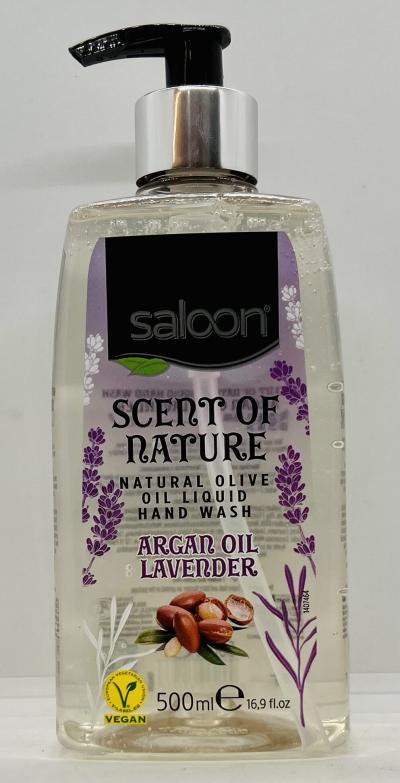 saloon®
SCENT OF
NATURE
NATURAL OLIVE
OIL LIQUID
HAND WASH
ARGAN OIL
LAVENDER
1407464
VEGAN
500ml e 16,9 fl.oz